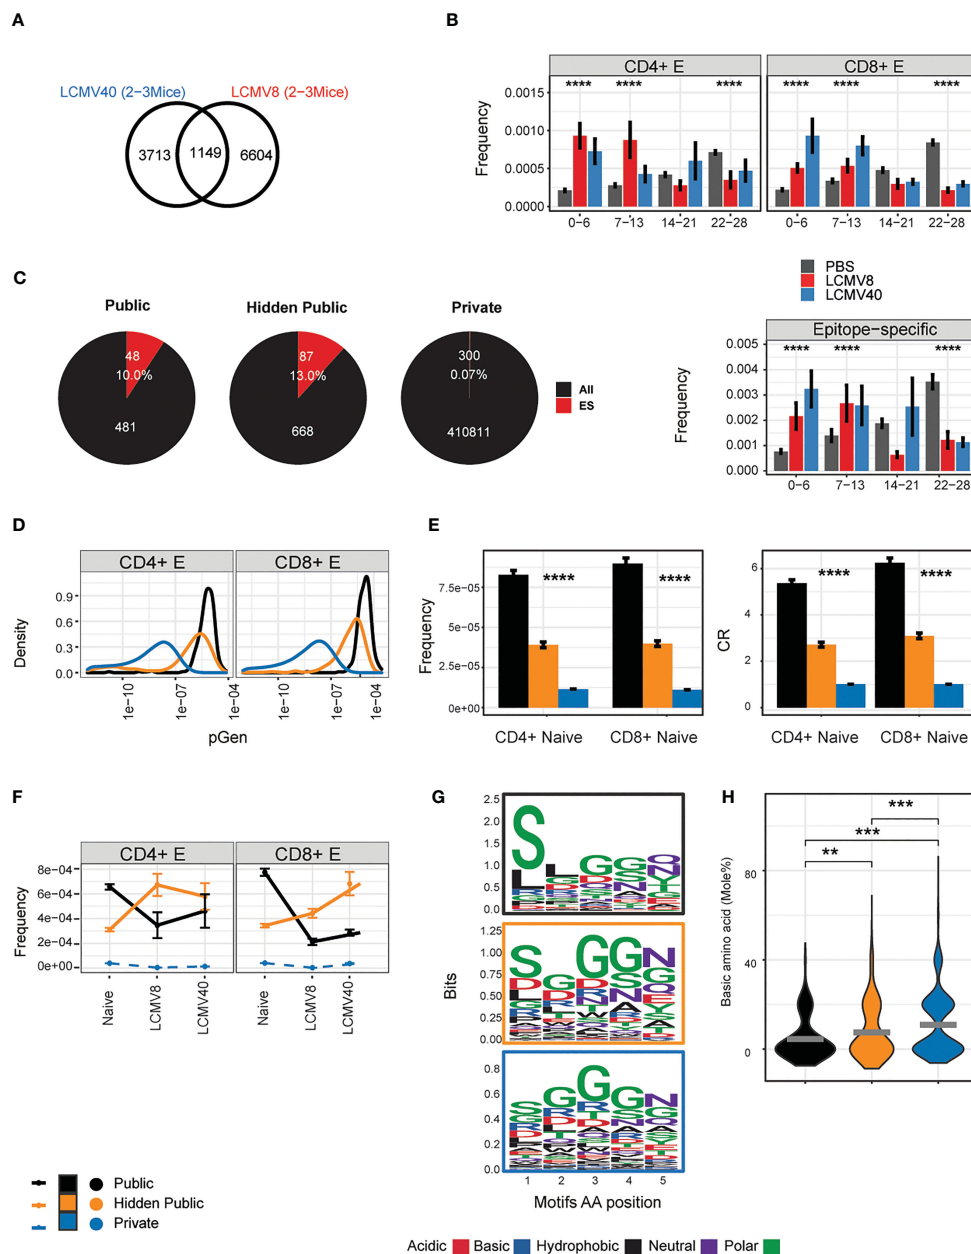 A
LCMV40 (2−3Mice)
LCMV8 (2−3Mice)
3713
1149
6604
B
CD4+ E
CD8+ E
Frequency
0.0015
0.0010
0.0005
0.0000
**** **** ****
**** **** ****
0−6 7−13 14−21 22−28
0−6 7−13 14−21 22−28
PBS
LCMV8
LCMV40
Epitope−specific
Frequency
0.005
0.004
0.003
0.002
0.001
0.000
**** **** ****
0−6 7−13 14−21 22−28
C
Public
Hidden Public
Private
48
10.0%
481
87
13.0%
668
300
0.07%
410811
All
ES
D
CD4+ E
CD8+ E
Density
0.9
0.6
0.3
0.0
1e−10 1e−07 1e−04
1e−10 1e−07 1e−04
pGen
E
Frequency
7.5e−05
5e−05
2.5e−05
0e+00
**** ****
CD4+ Naive CD8+ Naive
CR
6
4
2
0
**** ****
CD4+ Naive CD8+ Naive
F
CD4+ E
CD8+ E
Frequency
8e−04
6e−04
4e−04
2e−04
0e+00
Naive LCMV8 LCMV40
Naive LCMV8 LCMV40
Public
Hidden Public
Private
G
Bits
2.5
2.0
1.5
1.0
0.5
0.0
1.25
1.00
0.75
0.50
0.25
0.00
0.8
0.6
0.4
0.2
0.0
1 2 3 4 5
Motifs AA position
Acidic Basic Hydrophobic Neutral Polar
H
Basic amino acid (Mole%)
80
40
0
***
***
**